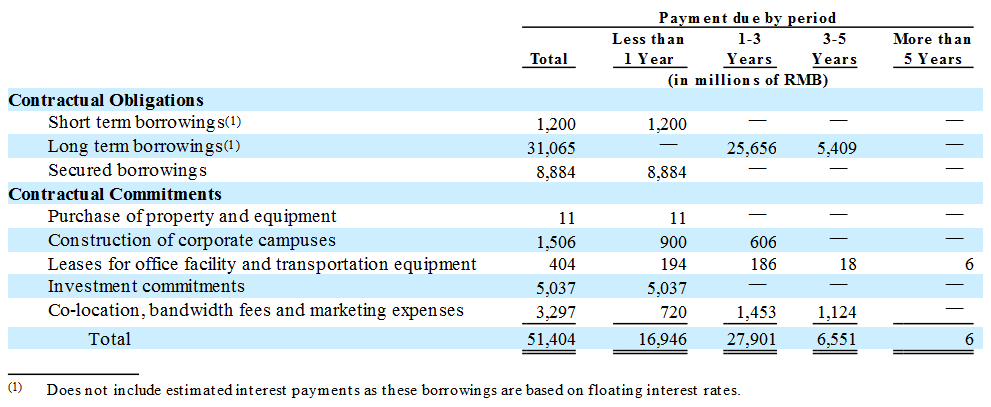 Payment due by period
Total Less than 1 Year 1-3 Years 3-5 Years More than 5 Years
(in millions of RMB)
Contractual Obligations
Short term borrowings(1) 1,200 1,200 — — —
Long term borrowings(1) 31,065 — 25,656 5,409 —
Secured borrowings 8,884 8,884 — — —
Contractual Commitments
Purchase of property and equipment 11 11 — — —
Construction of corporate campuses 1,506 900 606 — —
Leases for office facility and transportation equipment 404 194 186 18 6
Investment commitments 5,037 5,037 — — —
Co-location, bandwidth fees and marketing expenses 3,297 720 1,453 1,124 —
Total 51,404 16,946 27,901 6,551 6
(1) Does not include estimated interest payments as these borrowings are based on floating interest rates.